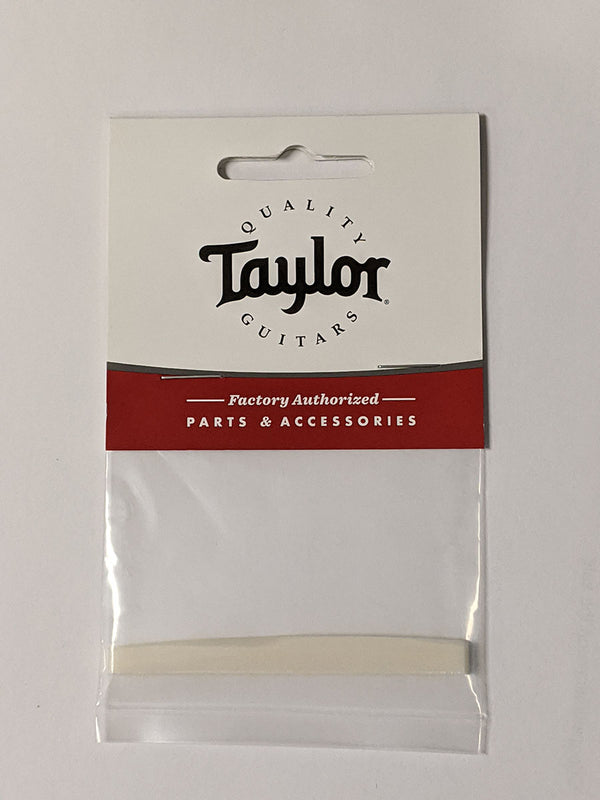 QUALITY
Taylor®
GUITARS
Factory Authorized
PARTS & ACCESSORIES